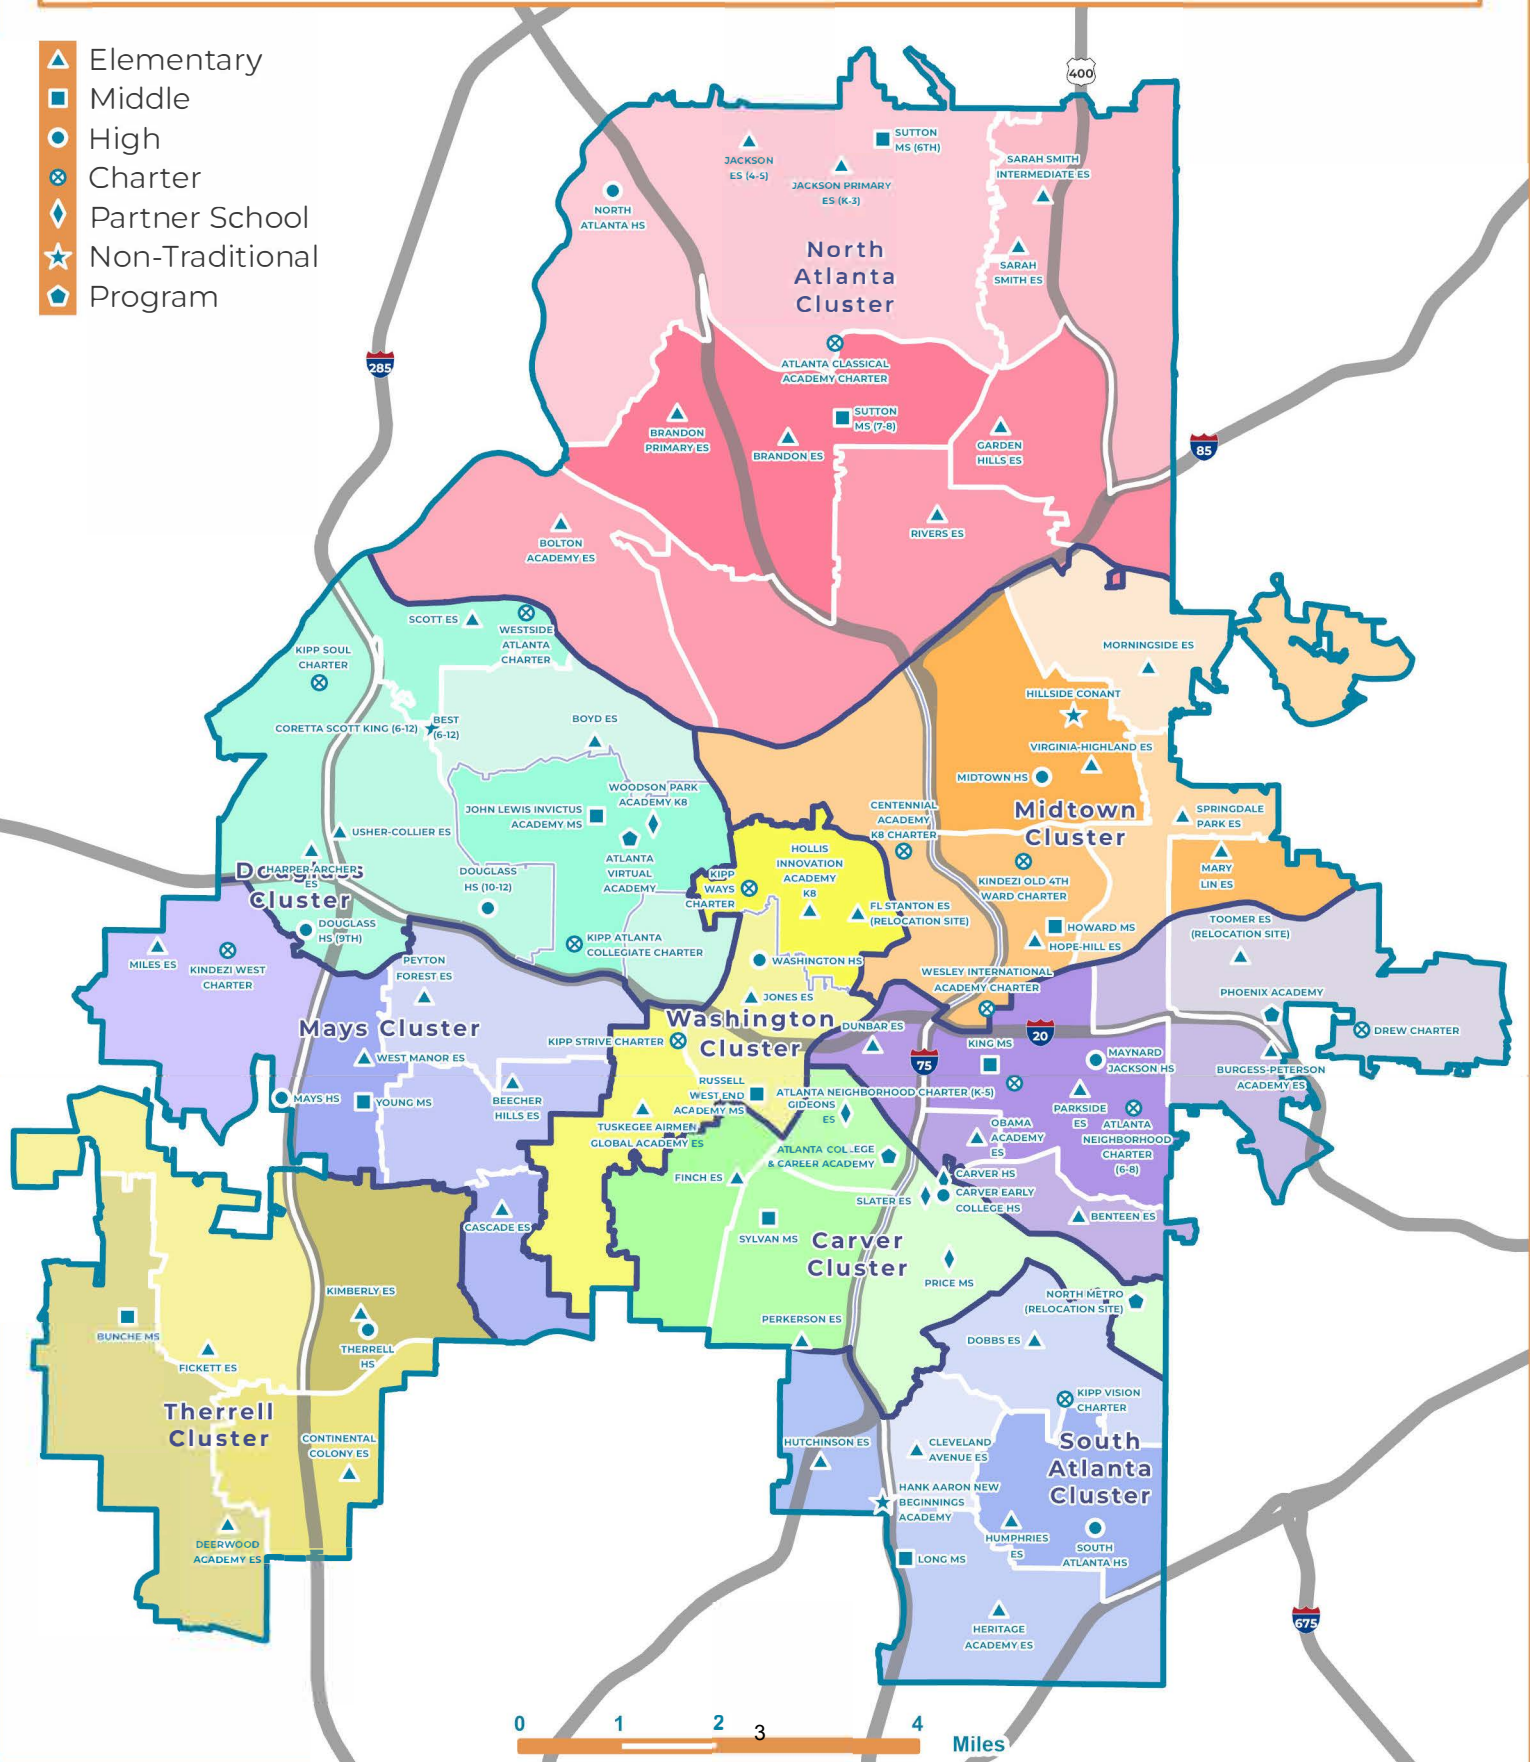 Elementary
Middle
High
Charter
Partner School
Non-Traditional
Program
400
285
85
JACKSON
ES (4-5)
JACKSON PRIMARY
ES (K-3)
SUTTON
MS (6TH)
SARAH SMITH
INTERMEDIATE ES
NORTH
ATLANTA HS
SARAH
SMITH ES
North
Atlanta
Cluster
ATLANTA CLASSICAL
ACADEMY CHARTER
SUTTON
MS (7-8)
BRANDON
PRIMARY ES
BRANDON ES
GARDEN
HILLS ES
BOLTON
ACADEMY ES
RIVERS ES
SCOTT ES
WESTSIDE
ATLANTA
CHARTER
KIPP SOUL
CHARTER
MORNINGSIDE ES
HILLSIDE CONANT
CORETTA SCOTT KING (6-12)
BEST
(6-12)
BOYD ES
VIRGINIA-HIGHLAND ES
MIDTOWN HS
Midtown
Cluster
WOODSON PARK
ACADEMY K8
JOHN LEWIS INVICTUS
ACADEMY MS
CENTENNIAL
ACADEMY
K8 CHARTER
SPRINGDALE
PARK ES
USHER-COLLIER ES
ATLANTA
VIRTUAL
ACADEMY
HOLLIS
INNOVATION
ACADEMY
K8
Douglass
Cluster
HARPER-ARCHER
ES
DOUGLASS
HS (10-12)
KIPP
WAYS
CHARTER
KINDEZI OLD 4TH
WARD CHARTER
MARY
LIN ES
FL STANTON ES
(RELOCATION SITE)
DOUGLASS
HS (9TH)
KIPP ATLANTA
COLLEGIATE CHARTER
HOWARD MS
HOPE-HILL ES
TOOMER ES
(RELOCATION SITE)
MILES ES
KINDEZI WEST
CHARTER
PEYTON
FOREST ES
WASHINGTON HS
WESLEY INTERNATIONAL
ACADEMY CHARTER
JONES ES
PHOENIX ACADEMY
Mays Cluster
Washington
Cluster
DUNBAR ES
20
DREW CHARTER
KIPP STRIVE CHARTER
KING MS
75
MAYNARD
JACKSON HS
WEST MANOR ES
BURGESS-PETERSON
ACADEMY ES
MAYS HS
YOUNG MS
BEECHER
HILLS ES
RUSSELL
WEST END
ACADEMY MS
ATLANTA NEIGHBORHOOD CHARTER (K-5)
GIDEONS
ES
PARKSIDE
ES
ATLANTA
NEIGHBORHOOD
CHARTER
(6-8)
TUSKEGEE AIRMEN
GLOBAL ACADEMY ES
OBAMA
ACADEMY
ES
ATLANTA COLLEGE
& CAREER ACADEMY
FINCH ES
CARVER HS
SLATER ES
CARVER EARLY
COLLEGE HS
CASCADE ES
SYLVAN MS
BENTEEN ES
Carver
Cluster
PRICE MS
KIMBERLY ES
NORTH METRO
(RELOCATION SITE)
BUNCHE MS
THERRELL
HS
PERKERSON ES
DOBBS ES
FICKETT ES
Therrell
Cluster
KIPP VISION
CHARTER
CONTINENTAL
COLONY ES
HUTCHINSON ES
CLEVELAND
AVENUE ES
South
Atlanta
Cluster
HANK AARON NEW
BEGINNINGS
ACADEMY
DEERWOOD
ACADEMY ES
HUMPHRIES
ES
SOUTH
ATLANTA HS
LONG MS
HERITAGE
ACADEMY ES
675
0 1 2 3 4
Miles